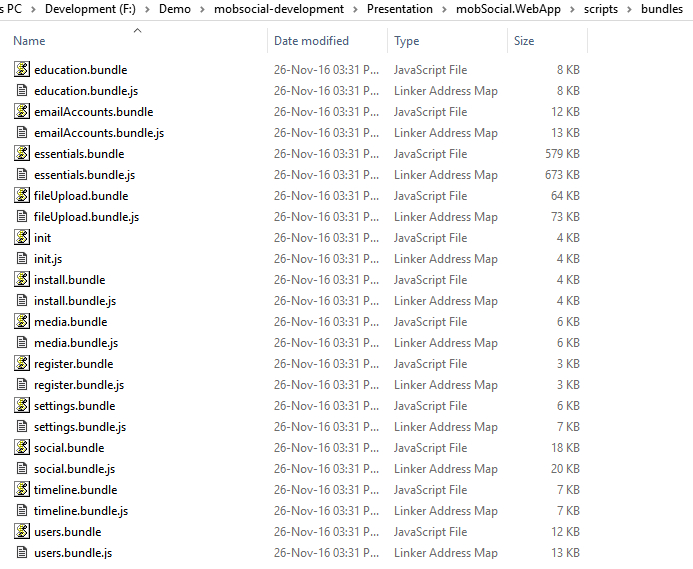 s PC > Development (F:) > Demo > mobsocial-development > Presentation > mobSocial.WebApp > scripts > bundles
Name Date modified Type Size
education.bundle 26-Nov-16 03:31 P... JavaScript File 8 KB
education.bundle.js 26-Nov-16 03:31 P... Linker Address Map 8 KB
emailAccounts.bundle 26-Nov-16 03:31 P... JavaScript File 12 KB
emailAccounts.bundle.js 26-Nov-16 03:31 P... Linker Address Map 13 KB
essentials.bundle 26-Nov-16 03:31 P... JavaScript File 579 KB
essentials.bundle.js 26-Nov-16 03:31 P... Linker Address Map 673 KB
fileUpload.bundle 26-Nov-16 03:31 P... JavaScript File 64 KB
fileUpload.bundle.js 26-Nov-16 03:31 P... Linker Address Map 73 KB
init 26-Nov-16 03:31 P... JavaScript File 4 KB
init.js 26-Nov-16 03:31 P... Linker Address Map 4 KB
install.bundle 26-Nov-16 03:31 P... JavaScript File 4 KB
install.bundle.js 26-Nov-16 03:31 P... Linker Address Map 4 KB
media.bundle 26-Nov-16 03:31 P... JavaScript File 6 KB
media.bundle.js 26-Nov-16 03:31 P... Linker Address Map 6 KB
register.bundle 26-Nov-16 03:31 P... JavaScript File 3 KB
register.bundle.js 26-Nov-16 03:31 P... Linker Address Map 3 KB
settings.bundle 26-Nov-16 03:31 P... JavaScript File 6 KB
settings.bundle.js 26-Nov-16 03:31 P... Linker Address Map 7 KB
social.bundle 26-Nov-16 03:31 P... JavaScript File 18 KB
social.bundle.js 26-Nov-16 03:31 P... Linker Address Map 20 KB
timeline.bundle 26-Nov-16 03:31 P... JavaScript File 7 KB
timeline.bundle.js 26-Nov-16 03:31 P... Linker Address Map 7 KB
users.bundle 26-Nov-16 03:31 P... JavaScript File 12 KB
users.bundle.js 26-Nov-16 03:31 P... Linker Address Map 13 KB